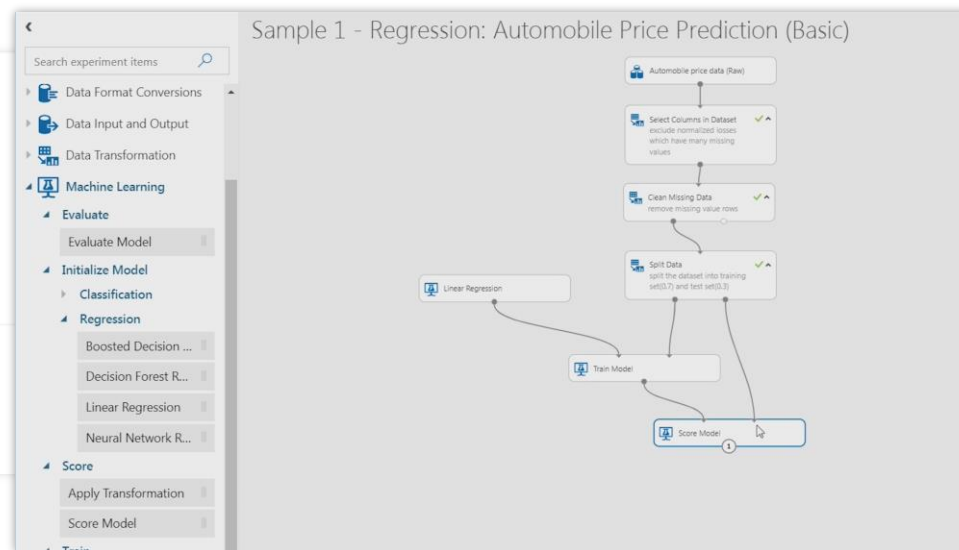 Sample 1 - Regression: Automobile Price Prediction (Basic)
Search experiment items
Data Format Conversions
Data Input and Output
Data Transformation
Machine Learning
Evaluate
Evaluate Model
Initialize Model
Classification
Regression
Boosted Decision ...
Decision Forest R...
Linear Regression
Neural Network R...
Score
Apply Transformation
Score Model
Train
Automobile price data (Raw)
Select Columns in Dataset
exclude normalized losses
which have many missing
values
Clean Missing Data
remove missing value rows
Split Data
split the dataset into training
set(0.7) and test set(0.3)
Linear Regression
Train Model
Score Model
1